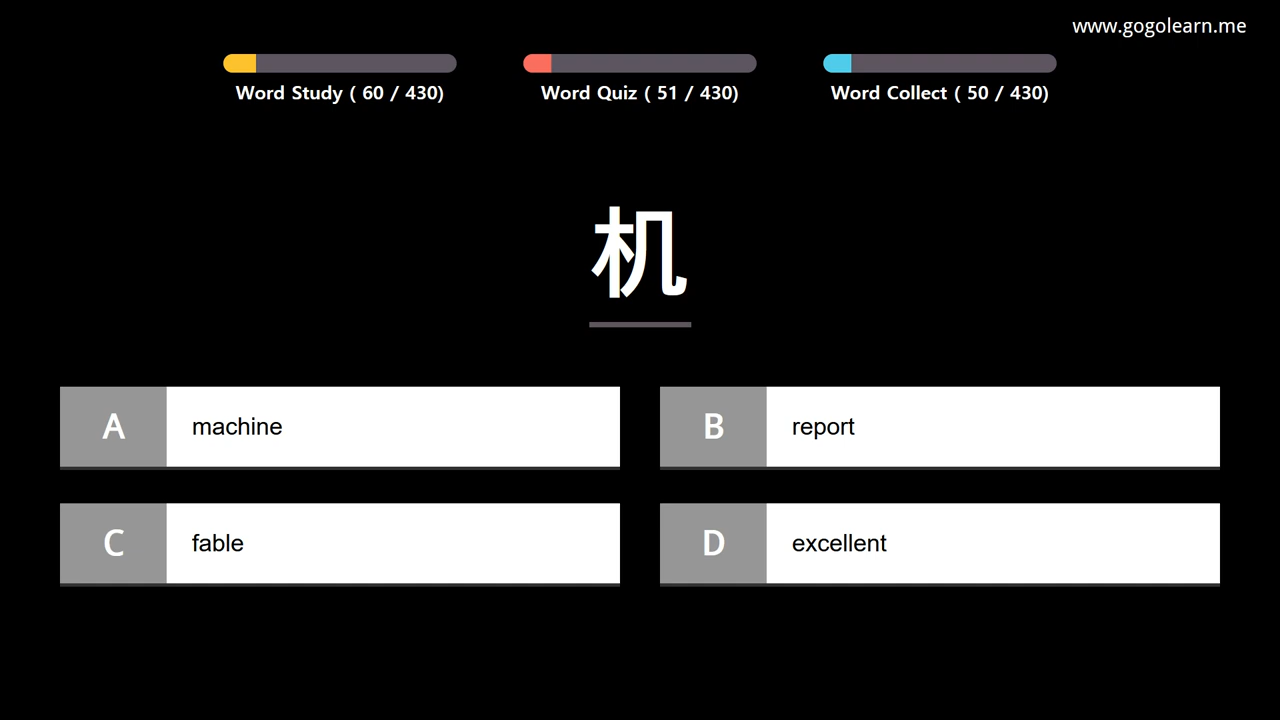 www.gogolearn.me
Word Study ( 60 / 430)
Word Quiz ( 51 / 430)
Word Collect ( 50 / 430)
机
A machine
B report
C fable
D excellent